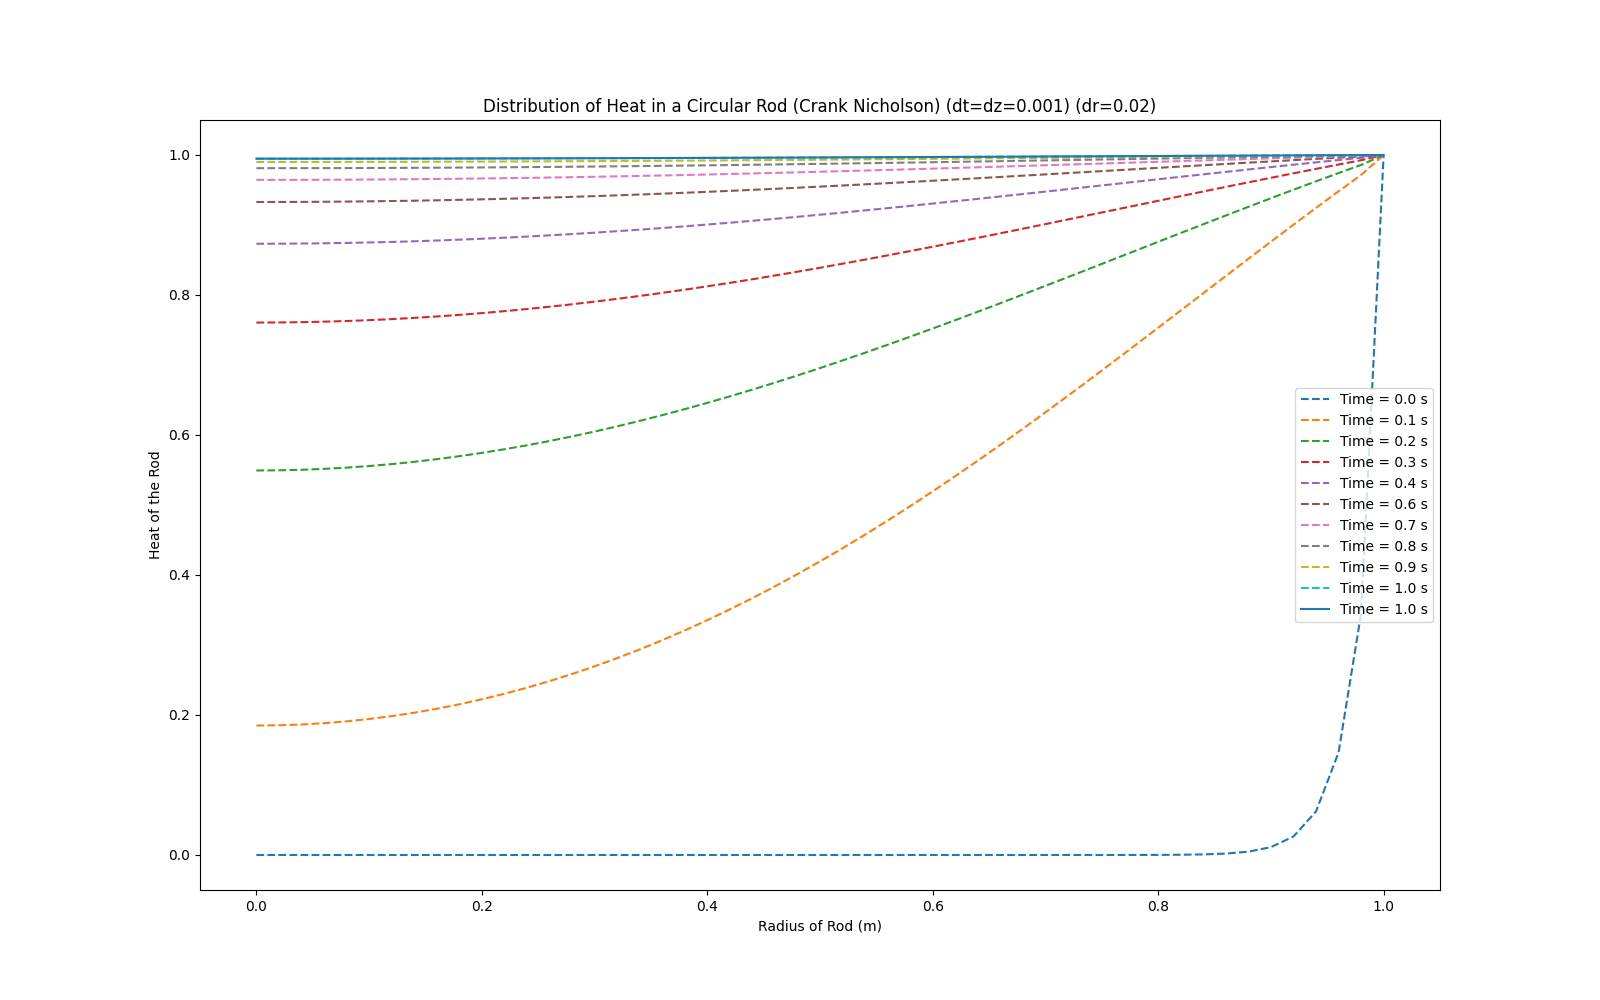 Distribution of Heat in a Circular Rod (Crank Nicholson) (dt=dz=0.001) (dr=0.02)
1.0
0.8
0.6
0.4
0.2
0.0
Heat of the Rod
Time = 0.0 s
Time = 0.1 s
Time = 0.2 s
Time = 0.3 s
Time = 0.4 s
Time = 0.6 s
Time = 0.7 s
Time = 0.8 s
Time = 0.9 s
Time = 1.0 s
Time = 1.0 s
0.0 0.2 0.4 0.6 0.8 1.0
Radius of Rod (m)